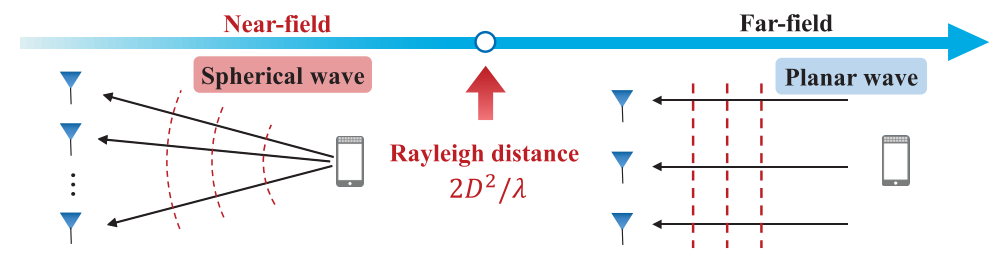 Near-field
Far-field
Spherical wave
Planar wave
Rayleigh distance
2D²/λ